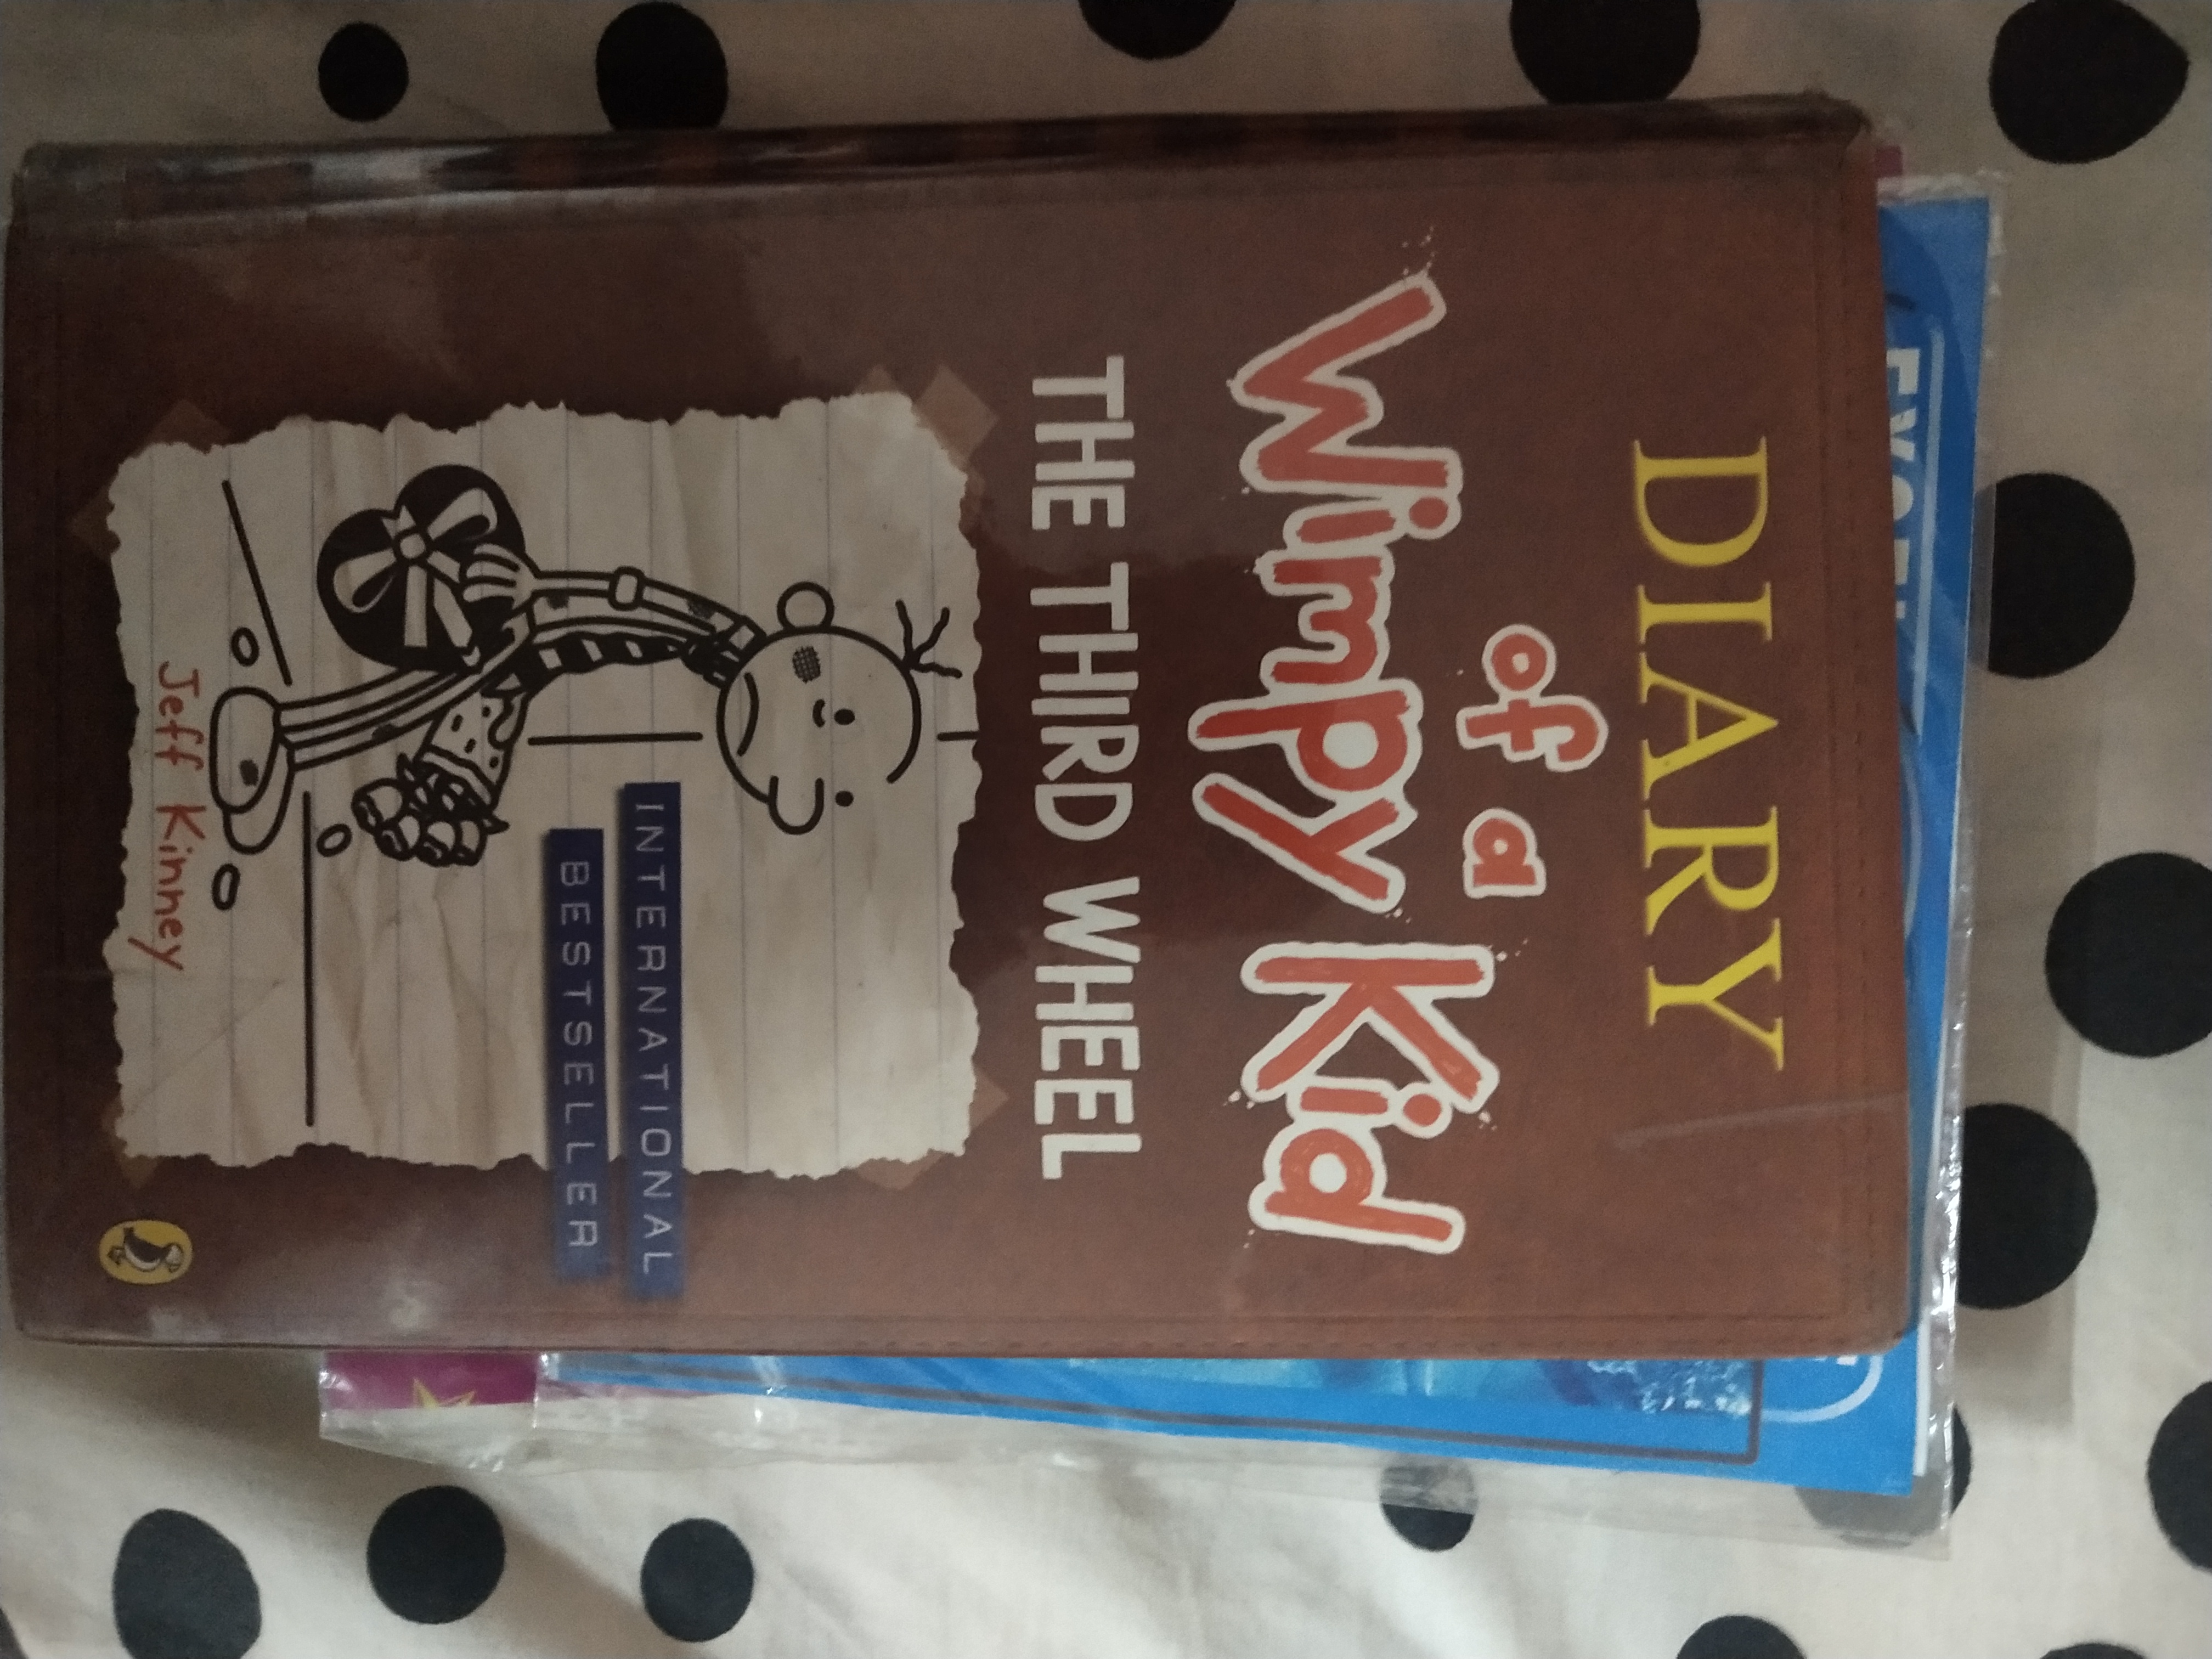 DIARY
of a
Wimpy Kid
THE THIRD WHEEL
INTERNATIONAL
BESTSELLER
Jeff Kinney